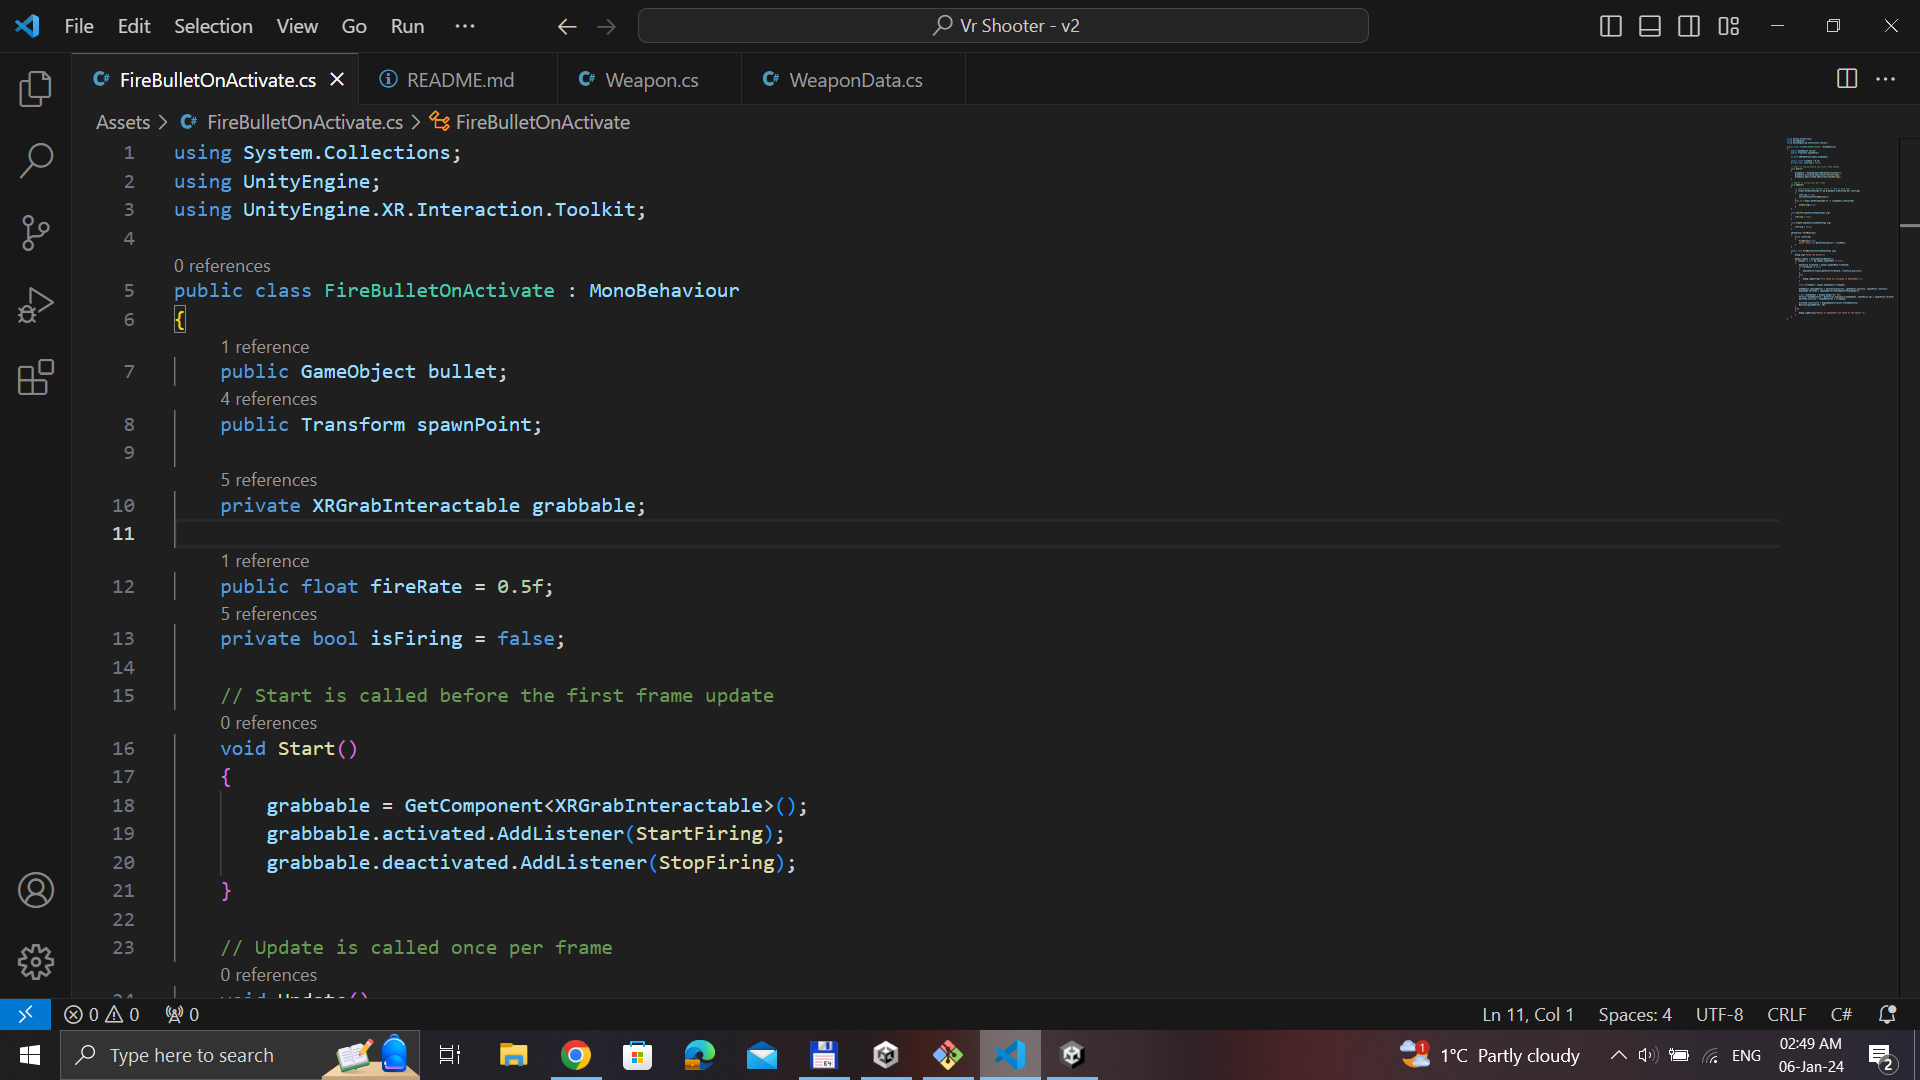 File Edit Selection View Go Run ···
Vr Shooter - v2
FireBulletOnActivate.cs README.md Weapon.cs WeaponData.cs
Assets > FireBulletOnActivate.cs > FireBulletOnActivate
1 using System.Collections;
2 using UnityEngine;
3 using UnityEngine.XR.Interaction.Toolkit;
4
0 references
5 public class FireBulletOnActivate : MonoBehaviour
6 {
1 reference
7 public GameObject bullet;
4 references
8 public Transform spawnPoint;
9
5 references
10 private XRGrabInteractable grabbable;
11
1 reference
12 public float fireRate = 0.5f;
5 references
13 private bool isFiring = false;
14
15 // Start is called before the first frame update
0 references
16 void Start()
17 {
18 grabbable = GetComponent<XRGrabInteractable>();
19 grabbable.activated.AddListener(StartFiring);
20 grabbable.deactivated.AddListener(StopFiring);
21 }
22
23 // Update is called once per frame
0 references
24 void Update()
0 0 0 Ln 11, Col 1 Spaces: 4 UTF-8 CRLF C#
Type here to search 1 1°C Partly cloudy ENG 02:49 AM 2
06-Jan-24